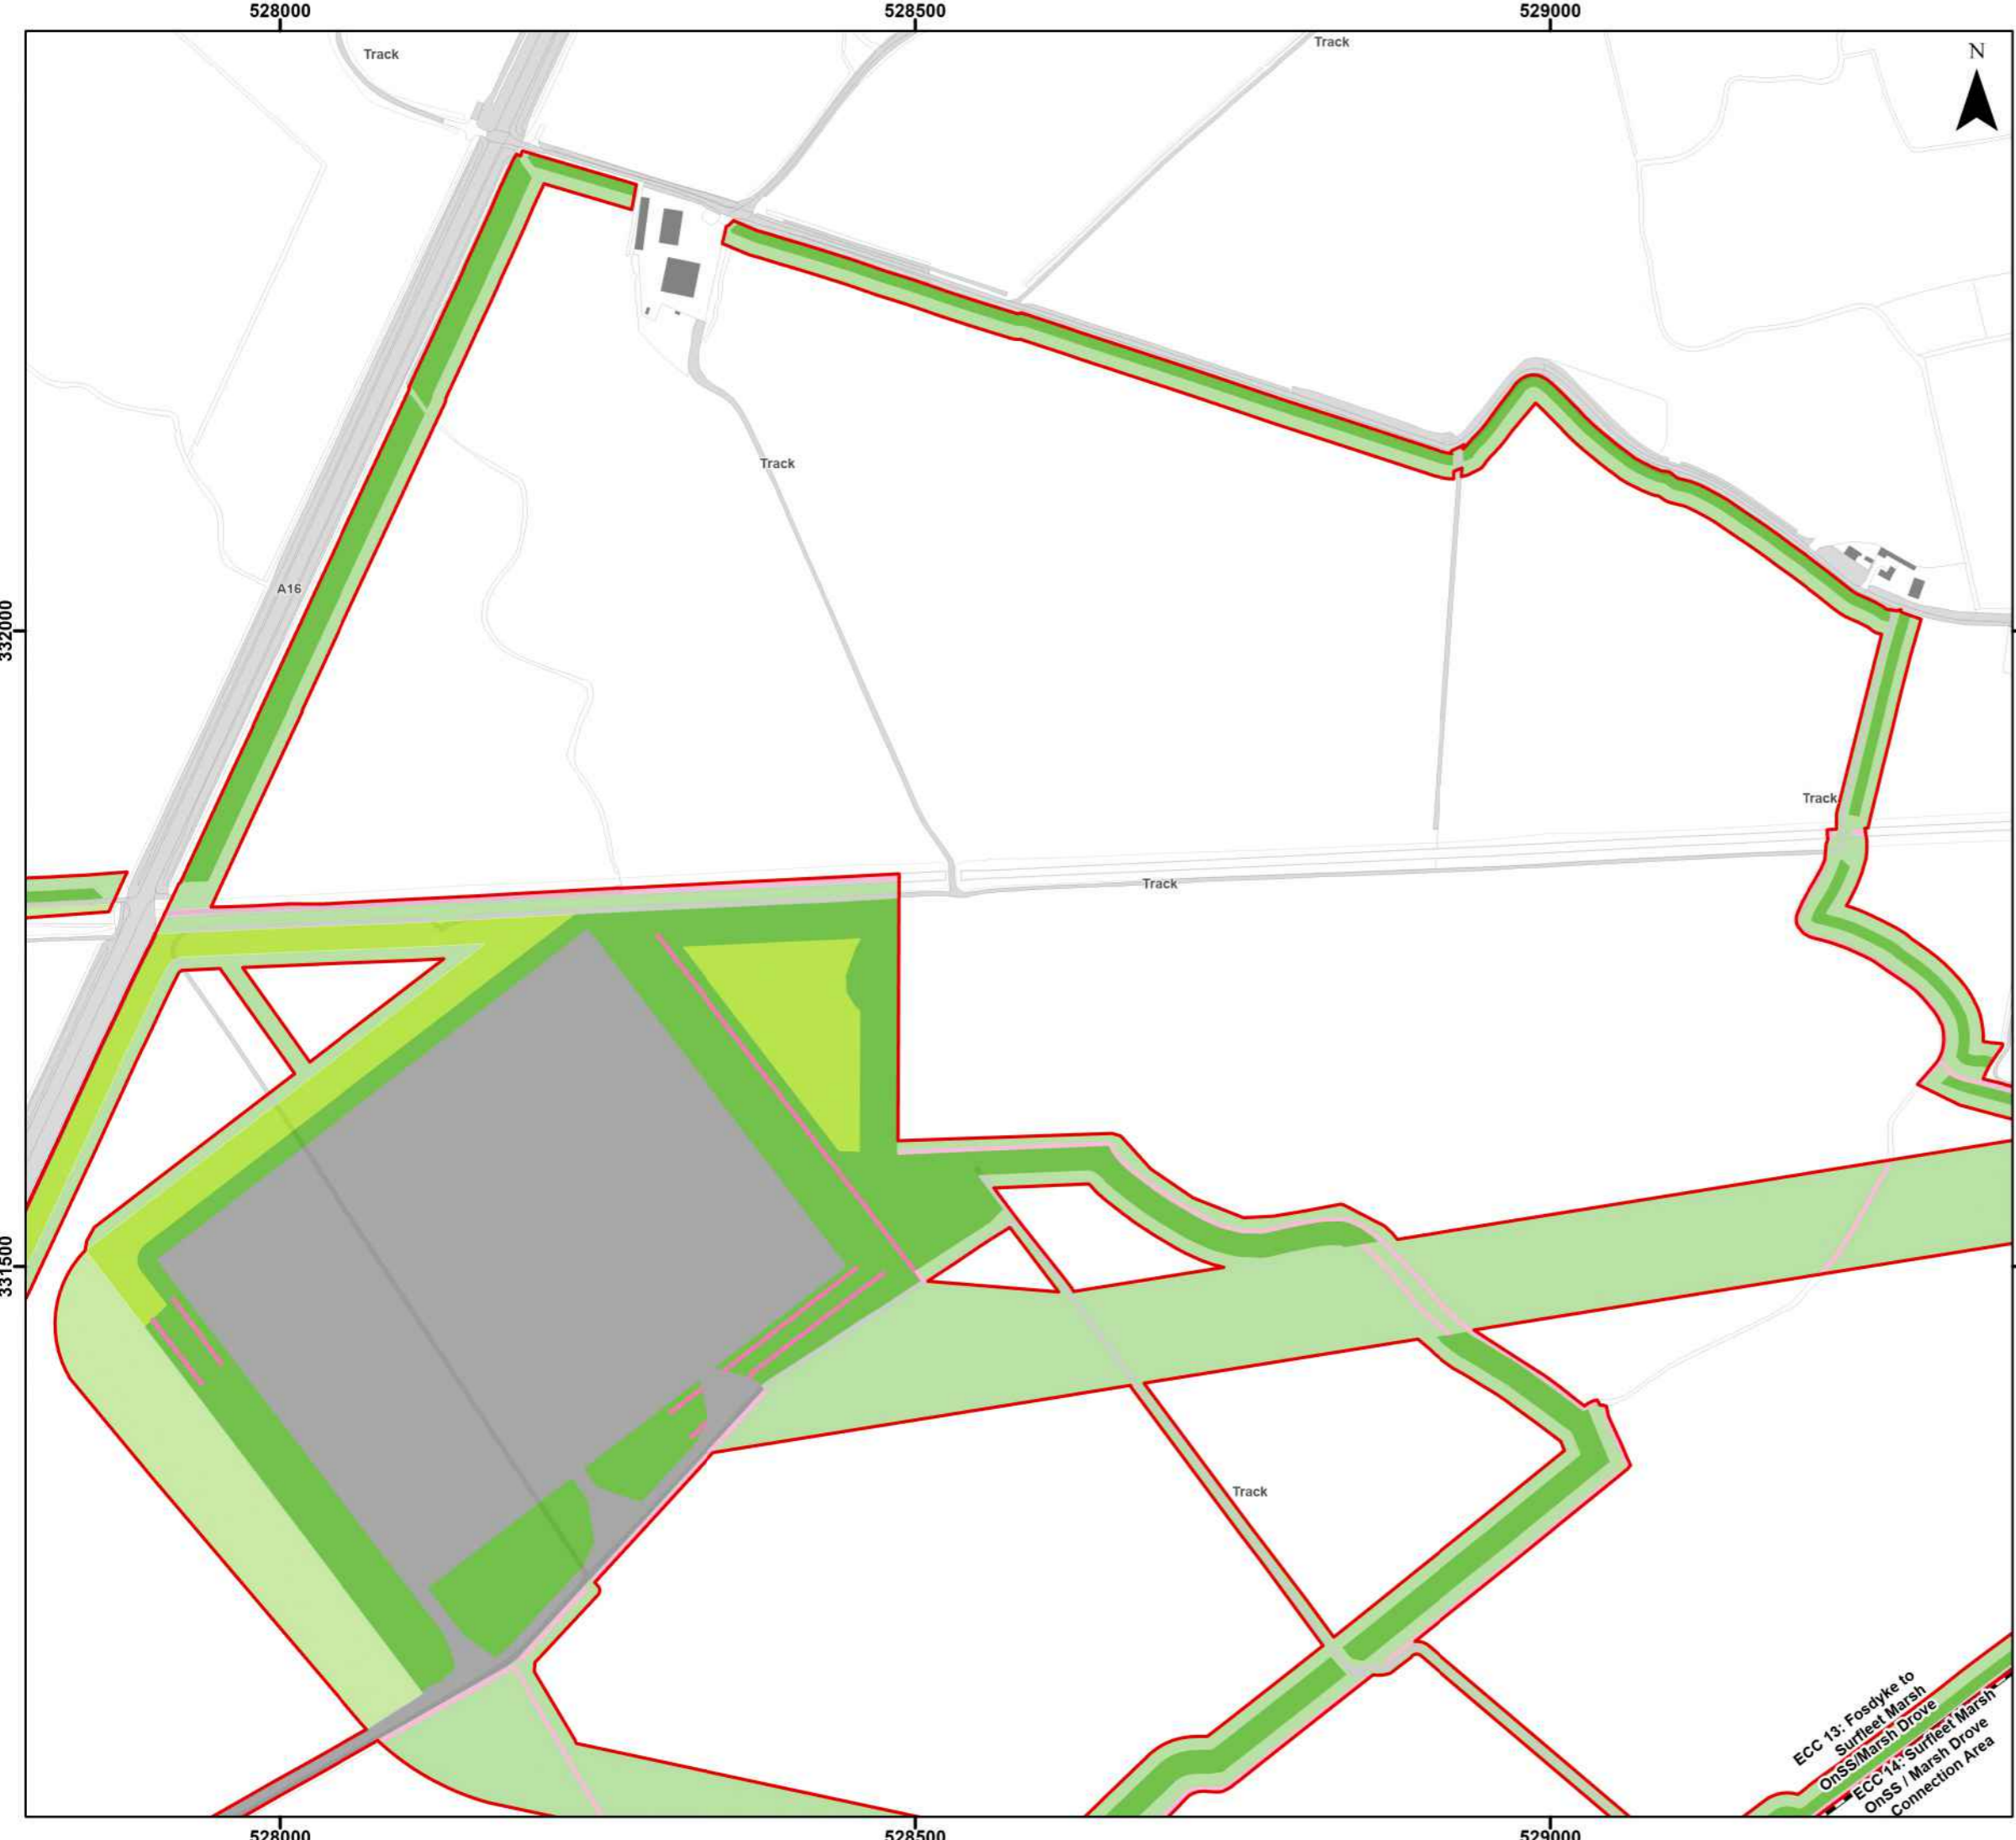 528000
528500
529000
N
Track
Track
Track
A16
332000
Track
Track
331500
Track
ECC 13: Fosdyke to
Surfleet Marsh
OnSS/Marsh Drove
ECC 14: Surfleet Marsh
OnSS / Marsh Drove
Connection Area
528000
528500
529000